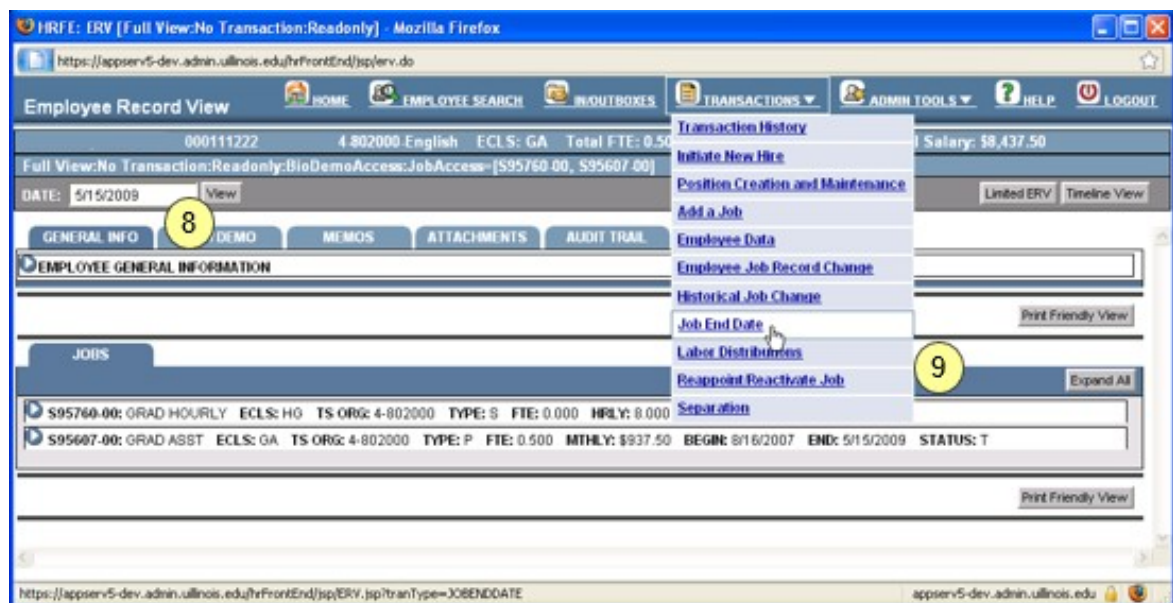 HRFE: ERV [Full View:No Transaction:Readonly] - Mozilla Firefox
https://appserv5-dev.admin.uillinois.edu/hrFrontEnd/jsp/erv.do
Employee Record View HOME EMPLOYEE SEARCH IN/OUTBOXES TRANSACTIONS ADMIN TOOLS HELP LOGOUT
000111222 4-802000-English ECLS: GA Total FTE: 0.50 l Salary: $8,437.50
Full View:No Transaction:Readonly:BioDemoAccess:JobAccess=[S95760-00, S95607-00]
DATE: 5/15/2009 View Limited ERV Timeline View
8
GENERAL INFO DEMO MEMOS ATTACHMENTS AUDIT TRAIL
EMPLOYEE GENERAL INFORMATION
Transaction History
Initiate New Hire
Position Creation and Maintenance
Add a Job
Employee Data
Employee Job Record Change
Historical Job Change
Job End Date
Labor Distributions
Reappoint/Reactivate Job
Separation
9
Print Friendly View
JOBS
Expand All
S95760-00: GRAD HOURLY ECLS: HG TS ORG: 4-802000 TYPE: S FTE: 0.000 HRLY: 8.000
S95607-00: GRAD ASST ECLS: GA TS ORG: 4-802000 TYPE: P FTE: 0.500 MTHLY: $937.50 BEGIN: 8/16/2007 END: 5/15/2009 STATUS: T
Print Friendly View
https://appserv5-dev.admin.uillinois.edu/hrFrontEnd/jsp/ERV.jsp?tranType=JOBENDDATE appserv5-dev.admin.uillinois.edu